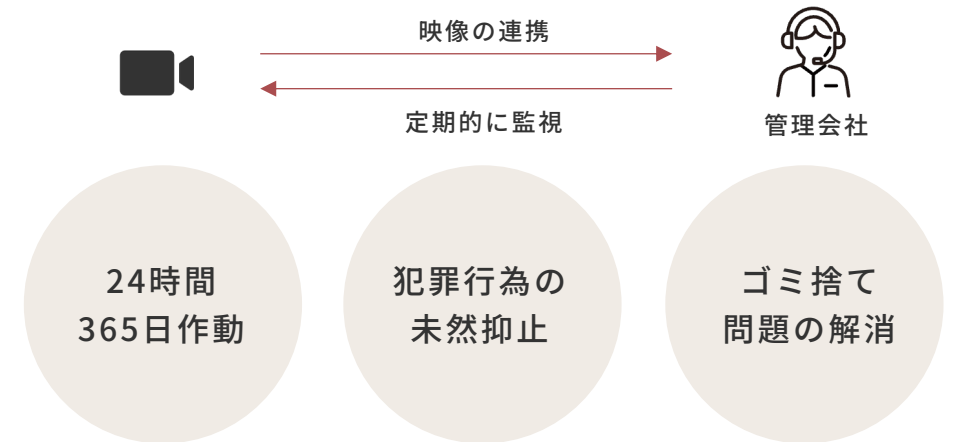 映像の連携
定期的に監視
管理会社
24時間
365日作動
犯罪行為の
未然抑止
ゴミ捨て
問題の解消